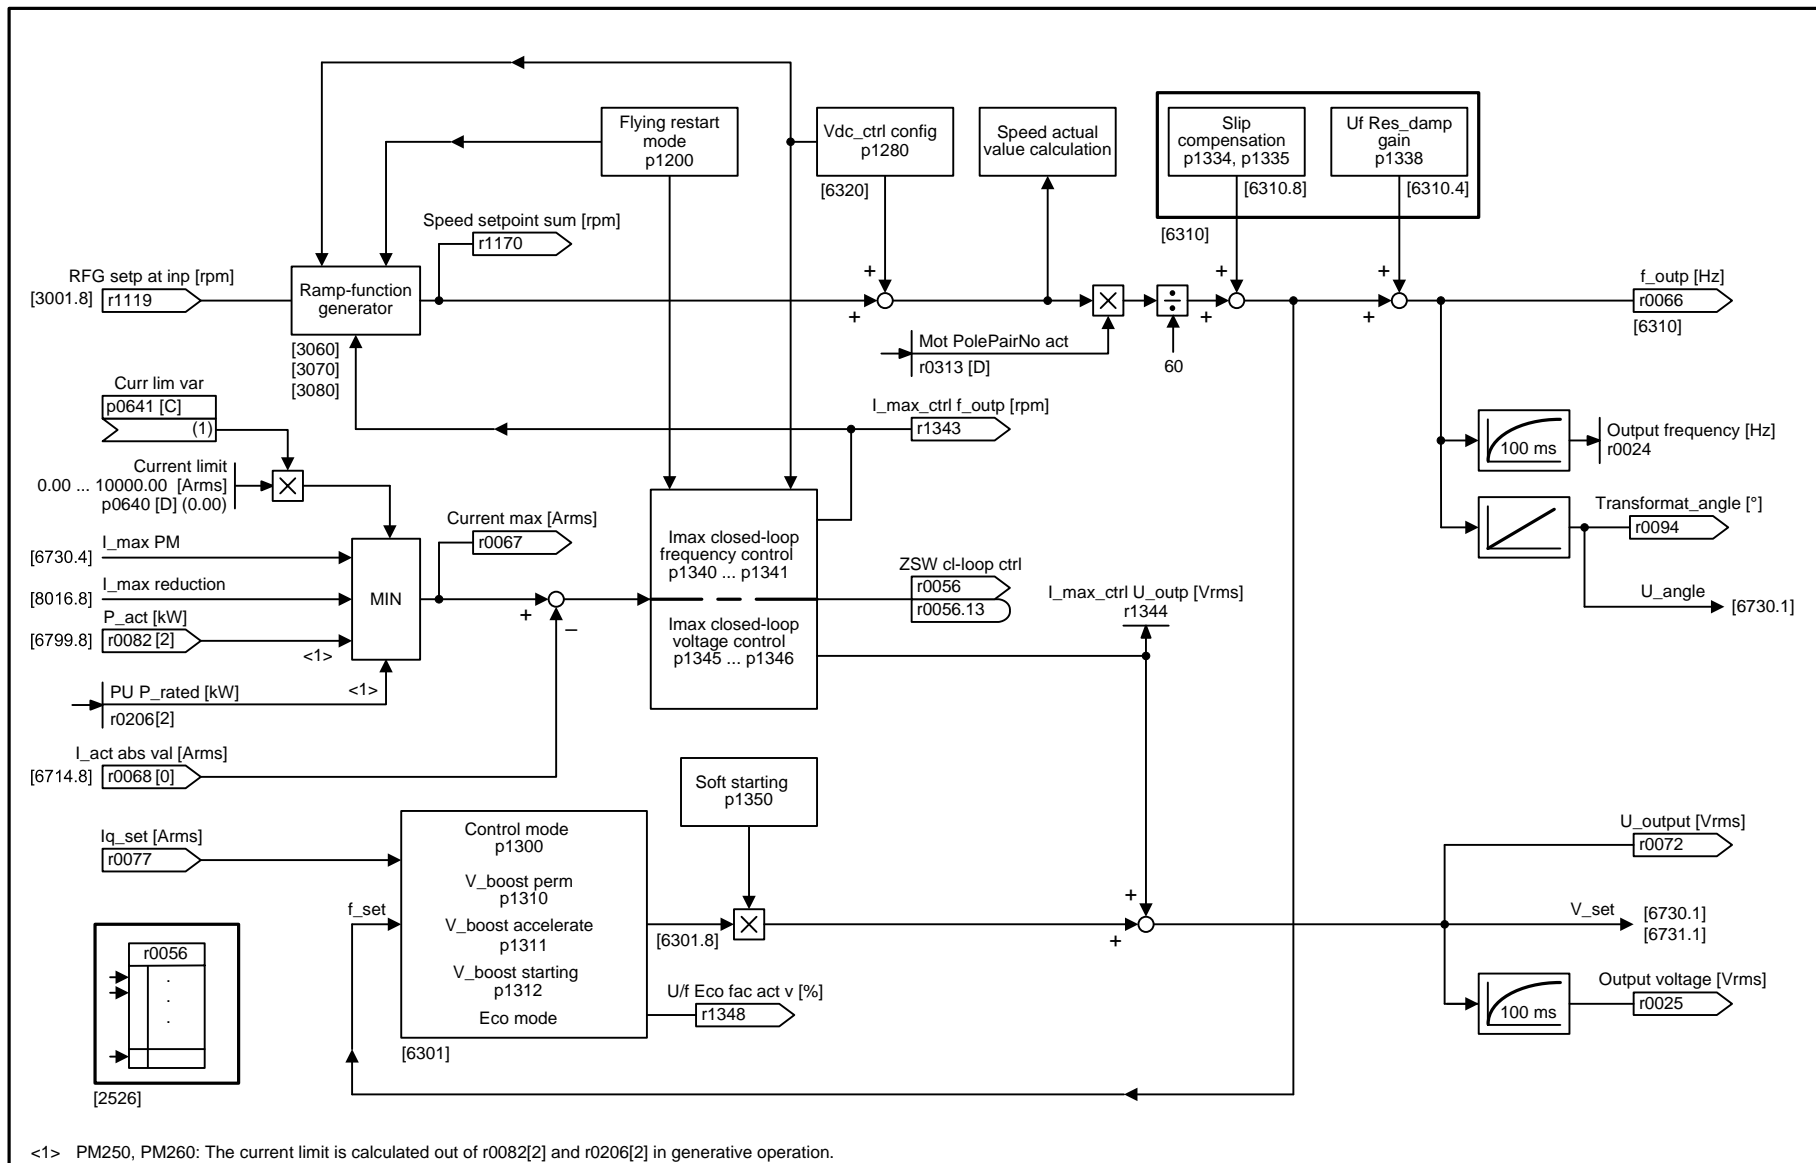 Flying restart
mode
p1200
Vdc_ctrl config
p1280
[6320]
Speed actual
value calculation
Slip
compensation
p1334, p1335
[6310.8]
Uf Res_damp
gain
p1338
[6310.4]
[6310]
Speed setpoint sum [rpm]
r1170
RFG setp at inp [rpm]
[3001.8]
r1119
Ramp-function
generator
[3060]
[3070]
[3080]
+
+
Mot PolePairNo act
r0313 [D]
×
÷
60
+
+
+
+
f_outp [Hz]
r0066
[6310]
Curr lim var
p0641 [C]
(1)
Current limit
0.00 ... 10000.00 [Arms]
p0640 [D] (0.00)
×
I_max_ctrl f_outp [rpm]
r1343
100 ms
Output frequency [Hz]
r0024
Transformat_angle [°]
r0094
U_angle
[6730.1]
I_max PM
[6730.4]
I_max reduction
[8016.8]
P_act [kW]
[6799.8]
r0082 [2]
<1>
MIN
Current max [Arms]
r0067
+
–
Imax closed-loop
frequency control
p1340 ... p1341
Imax closed-loop
voltage control
p1345 ... p1346
ZSW cl-loop ctrl
r0056
r0056.13
I_max_ctrl U_outp [Vrms]
r1344
PU P_rated [kW]
<1>
r0206[2]
I_act abs val [Arms]
[6714.8]
r0068 [0]
Soft starting
p1350
Iq_set [Arms]
r0077
f_set
Control mode
p1300
V_boost perm
p1310
V_boost accelerate
p1311
V_boost starting
p1312
Eco mode
[6301]
[6301.8]
×
U/f Eco fac act v [%]
r1348
+
+
U_output [Vrms]
r0072
V_set
[6730.1]
[6731.1]
100 ms
Output voltage [Vrms]
r0025
r0056
.
.
.
[2526]
<1> PM250, PM260: The current limit is calculated out of r0082[2] and r0206[2] in generative operation.